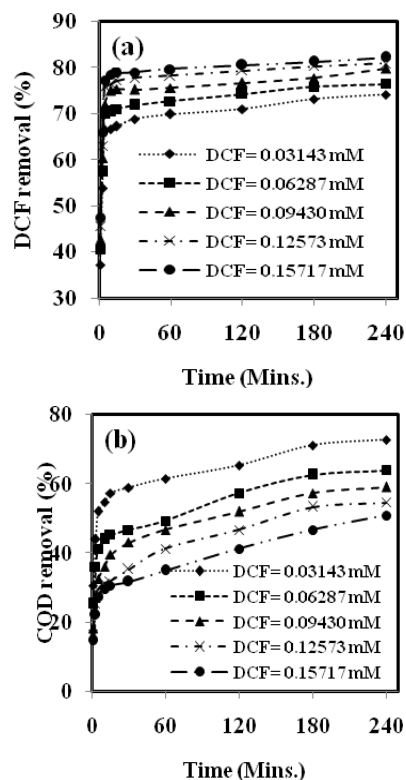 (a)
DCF removal (%)
90
80
70
60
50
40
30
DCF= 0.03143 mM
DCF= 0.06287 mM
DCF= 0.09430 mM
DCF= 0.12573 mM
DCF= 0.15717 mM
0 60 120 180 240
Time (Mins.)
(b)
COD removal (%)
80
60
40
20
0
DCF= 0.03143 mM
DCF= 0.06287 mM
DCF= 0.09430 mM
DCF= 0.12573 mM
DCF= 0.15717 mM
0 60 120 180 240
Time (Mins.)